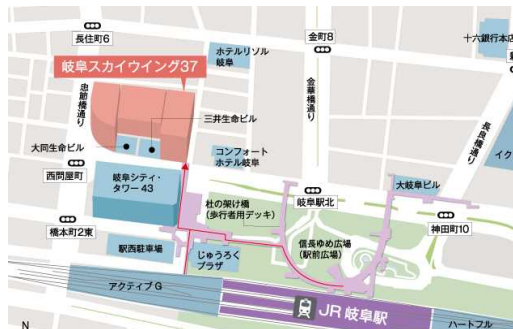 長住町6
金町8
十六銀行本店
ホテルリソル
岐阜
岐阜スカイウイング37
忠節橋通り
金華橋通り
三井生命ビル
長良橋通り
大同生命ビル
コンフォート
ホテル岐阜
イク
西問屋町
岐阜シティ・
タワー43
大岐阜ビル
杜の架け橋
(歩行者用デッキ)
岐阜駅北
橋本町2東
神田町10
信長ゆめ広場
(駅前広場)
駅西駐車場
じゅうろく
プラザ
アクティブG
JR 岐阜駅
ハートフル
N